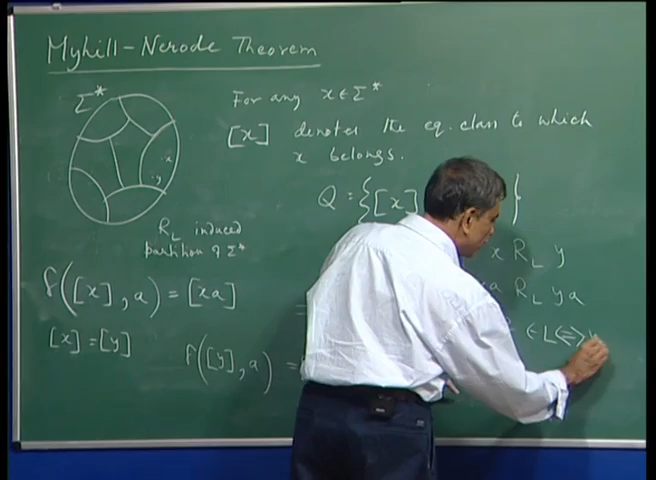 Myhill-Nerode Theorem
Σ*
For any x ∈ Σ*
[x] denotes the eq. class to which
x belongs.
Q = { [x] }
R_L induced
partition of Σ*
x R_L y
f([x], a) = [xa]
a R_L ya
[x] = [y]
∈ L ⇔
f([y], a) =